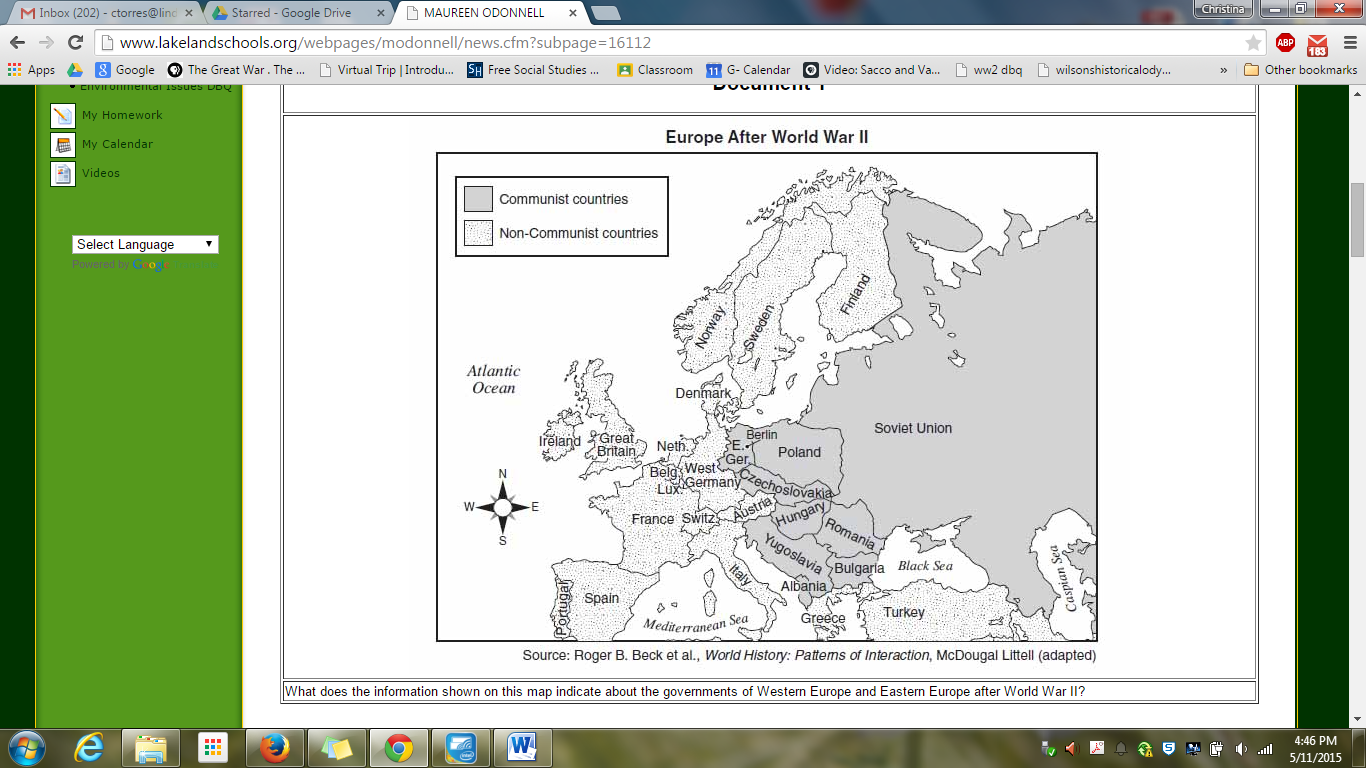 Inbox (202) - ctorres@lind
Starred - Google Drive
MAUREEN ODONNELL
Christina
www.lakelandschools.org/webpages/modonnell/news.cfm?subpage=16112
ABP
183
Apps
Google
The Great War . The ...
Virtual Trip | Introdu...
SH
Free Social Studies ...
Classroom
11
G- Calendar
Video: Sacco and Va...
ww2 dbq
wilsonshistoricalody...
»
Other bookmarks
Environmental Issues DBQ
My Homework
My Calendar
Videos
Select Language
Powered by Google
Document 1
Europe After World War II
Communist countries
Non-Communist countries
Norway
Sweden
Finland
Atlantic
Ocean
Denmark
Soviet Union
Ireland
Great
Britain
Neth.
Berlin
E.
Ger.
Poland
Belg.
West
Germany
Lux.
Czechoslovakia
N
W
E
S
France
Switz.
Austria
Hungary
Romania
Yugoslavia
Italy
Bulgaria
Black Sea
Caspian Sea
Albania
Portugal
Spain
Mediterranean Sea
Greece
Turkey
Source: Roger B. Beck et al., World History: Patterns of Interaction, McDougal Littell (adapted)
What does the information shown on this map indicate about the governments of Western Europe and Eastern Europe after World War II?
4:46 PM
5/11/2015